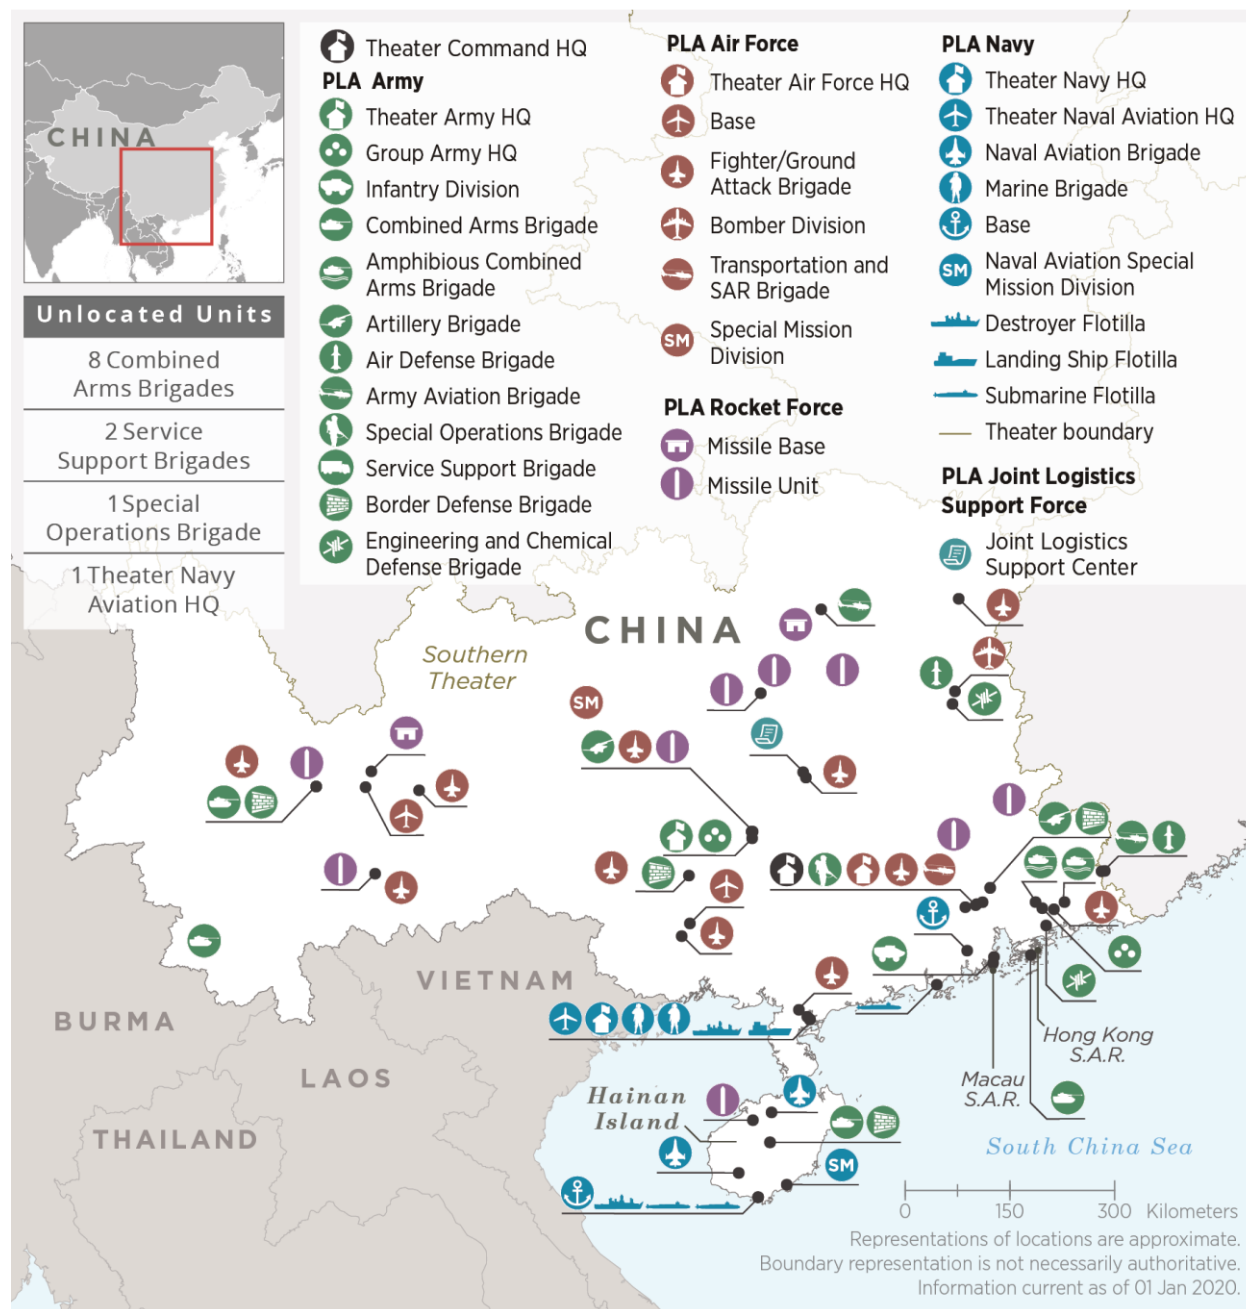 CHINA
Unlocated Units
8 Combined
Arms Brigades
2 Service
Support Brigades
1 Special
Operations Brigade
1 Theater Navy
Aviation HQ
Theater Command HQ
PLA Army
Theater Army HQ
Group Army HQ
Infantry Division
Combined Arms Brigade
Amphibious Combined
Arms Brigade
Artillery Brigade
Air Defense Brigade
Army Aviation Brigade
Special Operations Brigade
Service Support Brigade
Border Defense Brigade
Engineering and Chemical
Defense Brigade
PLA Air Force
Theater Air Force HQ
Base
Fighter/Ground
Attack Brigade
Bomber Division
Transportation and
SAR Brigade
SM
Special Mission
Division
PLA Rocket Force
Missile Base
Missile Unit
PLA Navy
Theater Navy HQ
Theater Naval Aviation HQ
Naval Aviation Brigade
Marine Brigade
Base
SM
Naval Aviation Special
Mission Division
Destroyer Flotilla
Landing Ship Flotilla
Submarine Flotilla
Theater boundary
PLA Joint Logistics
Support Force
Joint Logistics
Support Center
CHINA
Southern
Theater
SM
VIETNAM
BURMA
LAOS
THAILAND
Hong Kong
S.A.R.
Macau
S.A.R.
Hainan
Island
SM
South China Sea
0 150 300 Kilometers
Representations of locations are approximate.
Boundary representation is not necessarily authoritative.
Information current as of 01 Jan 2020.